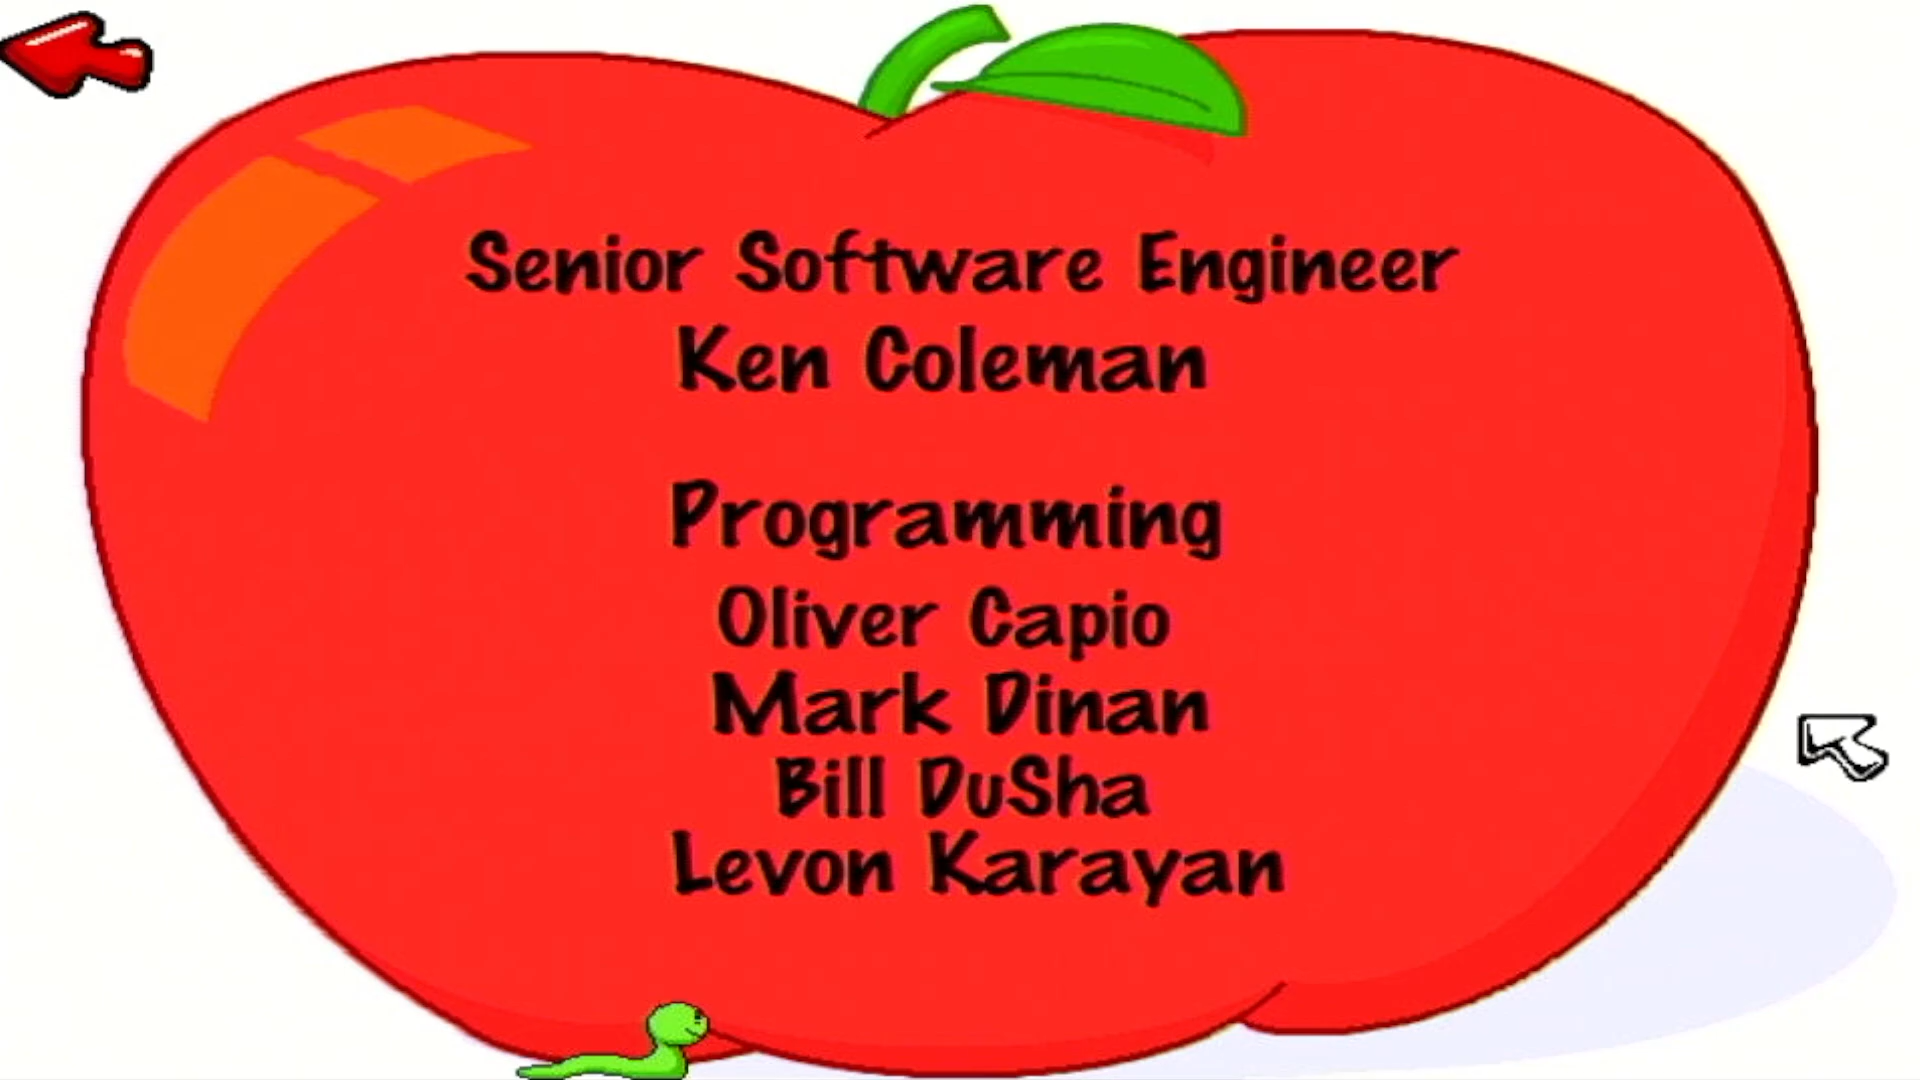 Senior Software Engineer
Ken Coleman
Programming
Oliver Capio
Mark Dinan
Bill DuSha
Levon Karayan